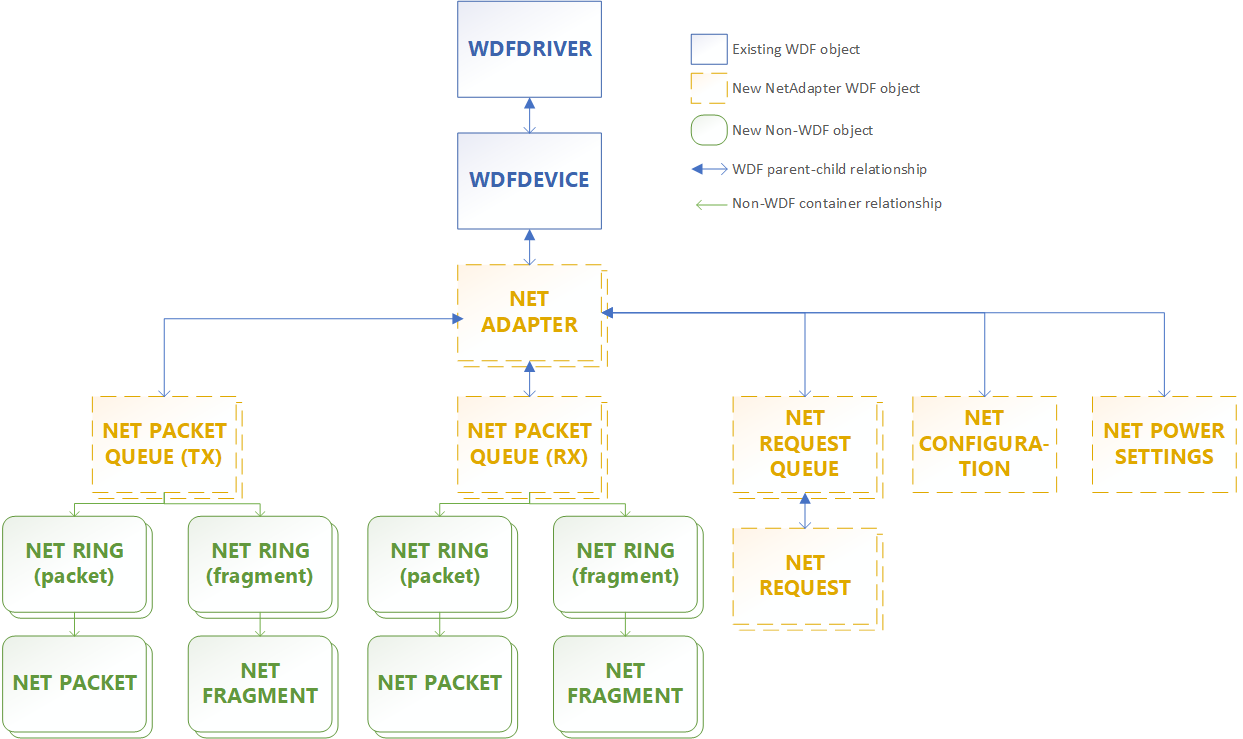 WDFDRIVER
Existing WDF object
New NetAdapter WDF object
New Non-WDF object
WDF parent-child relationship
Non-WDF container relationship
WDFDEVICE
NET
ADAPTER
NET PACKET
QUEUE (TX)
NET PACKET
QUEUE (RX)
NET
REQUEST
QUEUE
NET
CONFIGURA-
TION
NET POWER
SETTINGS
NET RING
(packet)
NET RING
(fragment)
NET RING
(packet)
NET RING
(fragment)
NET
REQUEST
NET PACKET
NET
FRAGMENT
NET PACKET
NET
FRAGMENT